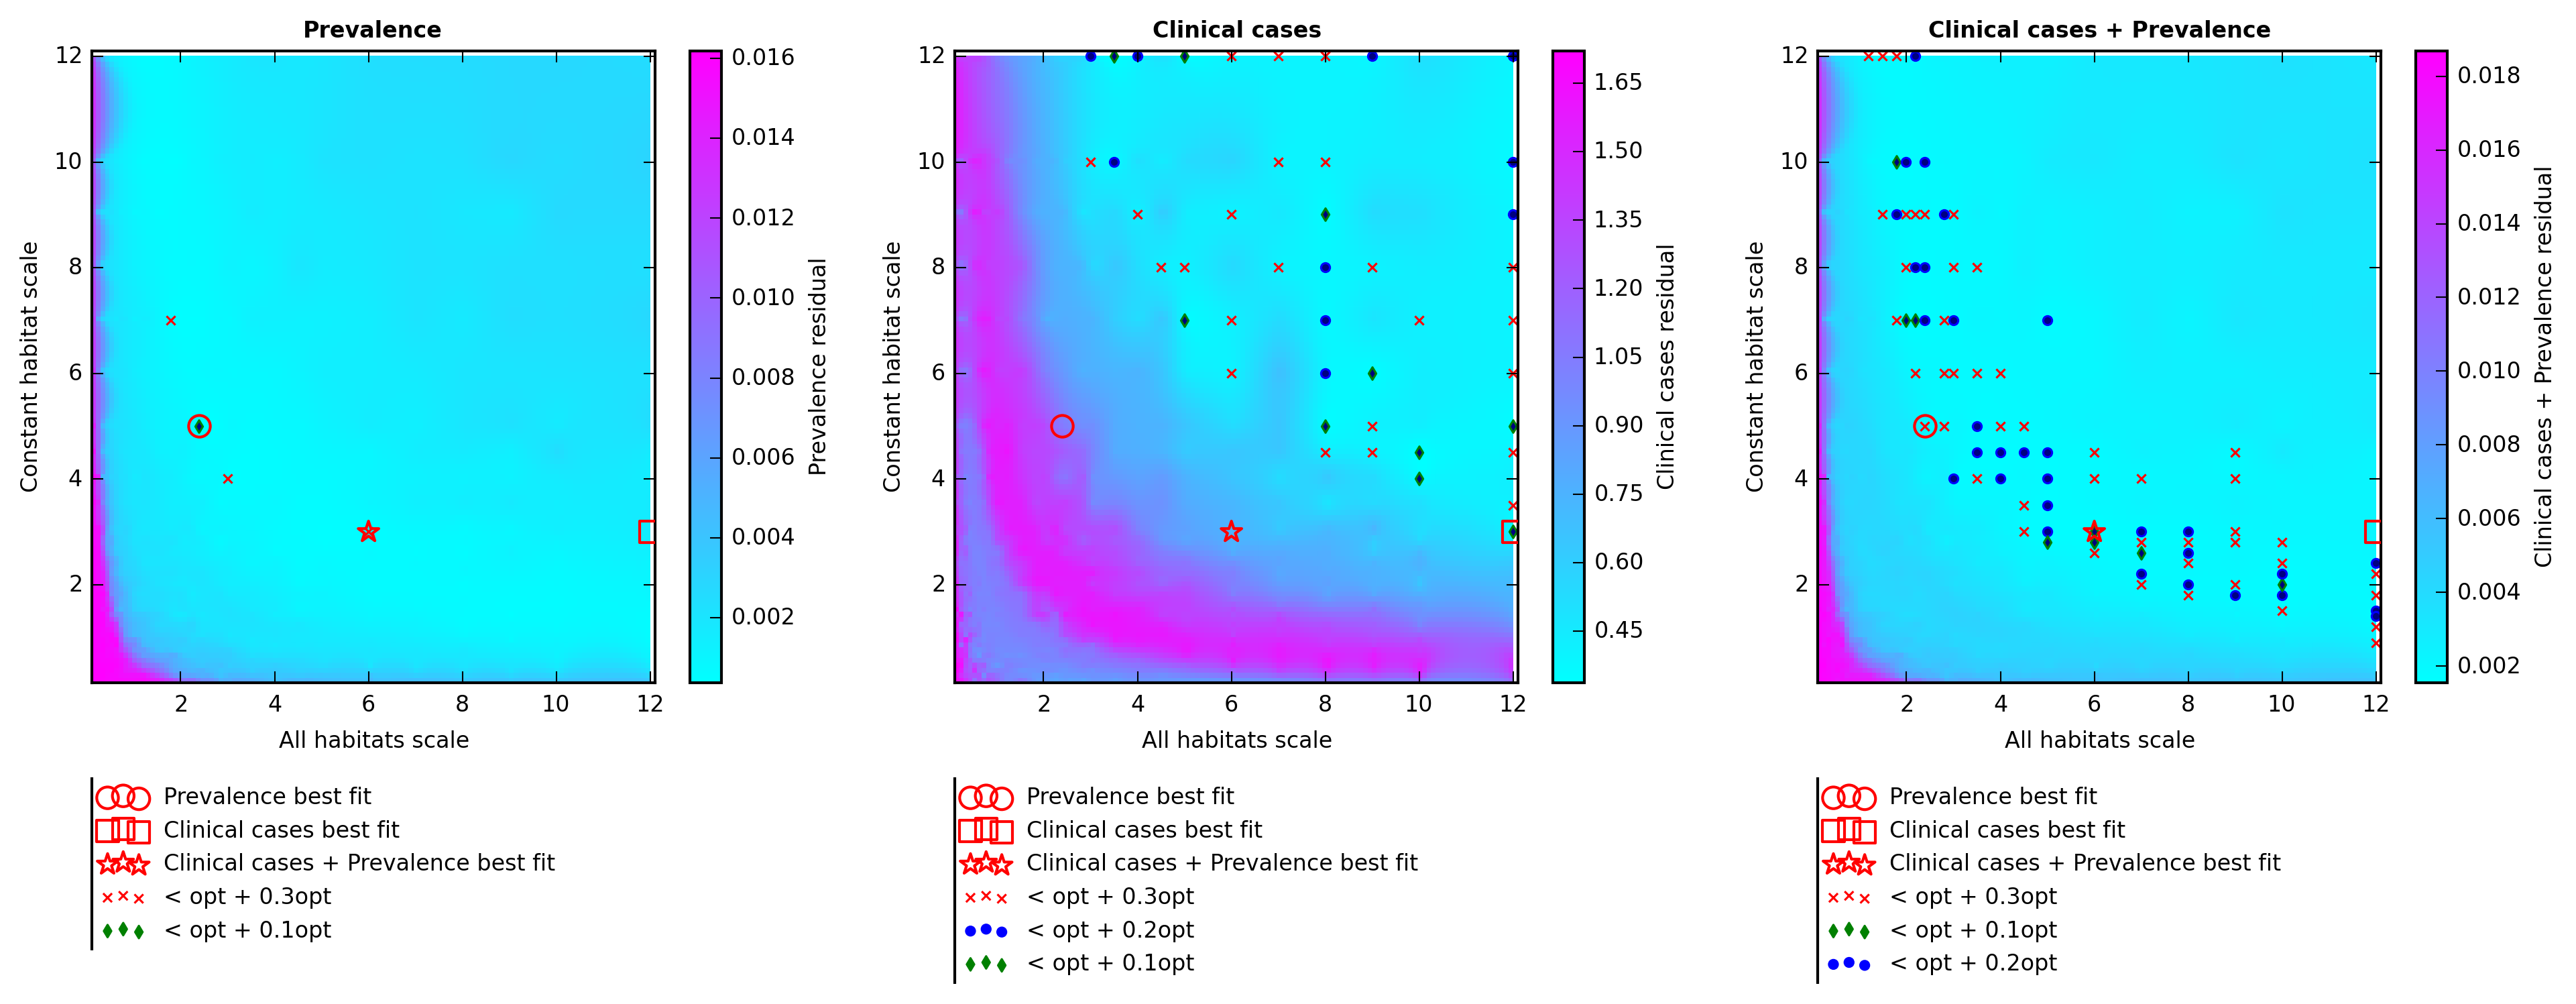 Prevalence
12
10
8
6
4
2
Constant habitat scale
2 4 6 8 10 12
All habitats scale
0.016
0.014
0.012
0.010
0.008
0.006
0.004
0.002
Prevalence residual
Prevalence best fit
Clinical cases best fit
Clinical cases + Prevalence best fit
< opt + 0.3opt
< opt + 0.1opt
Clinical cases
12
10
8
6
4
2
Constant habitat scale
2 4 6 8 10 12
All habitats scale
1.65
1.50
1.35
1.20
1.05
0.90
0.75
0.60
0.45
Clinical cases residual
Prevalence best fit
Clinical cases best fit
Clinical cases + Prevalence best fit
< opt + 0.3opt
< opt + 0.2opt
< opt + 0.1opt
Clinical cases + Prevalence
12
10
8
6
4
2
Constant habitat scale
2 4 6 8 10 12
All habitats scale
0.018
0.016
0.014
0.012
0.010
0.008
0.006
0.004
0.002
Clinical cases + Prevalence residual
Prevalence best fit
Clinical cases best fit
Clinical cases + Prevalence best fit
< opt + 0.3opt
< opt + 0.1opt
< opt + 0.2opt